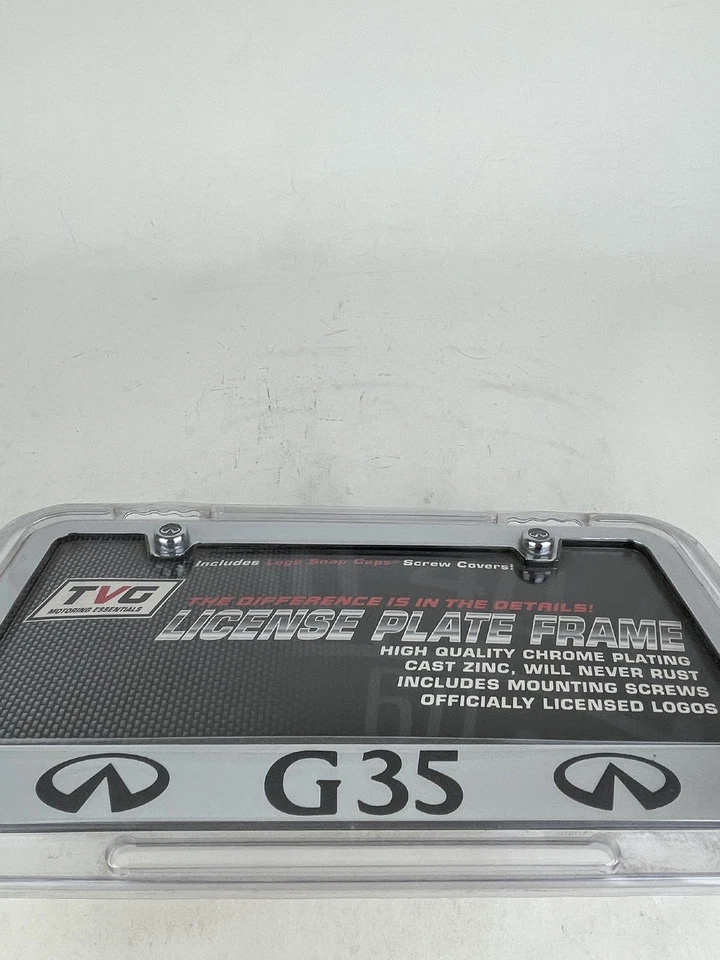 Includes Logo Snap Caps® Screw Covers!
TVG
MOTORING ESSENTIALS
THE DIFFERENCE IS IN THE DETAILS!
LICENSE PLATE FRAME
HIGH QUALITY CHROME PLATING
CAST ZINC, WILL NEVER RUST
INCLUDES MOUNTING SCREWS
OFFICIALLY LICENSED LOGOS
G35